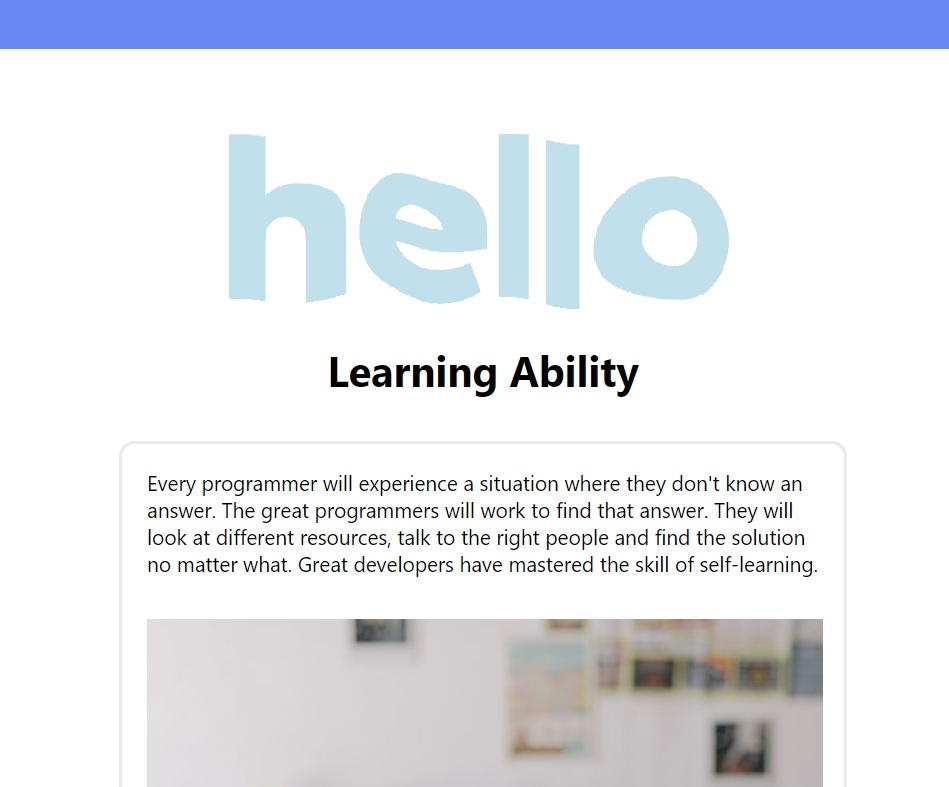 hello
Learning Ability
Every programmer will experience a situation where they don't know an
answer. The great programmers will work to find that answer. They will
look at different resources, talk to the right people and find the solution
no matter what. Great developers have mastered the skill of self-learning.